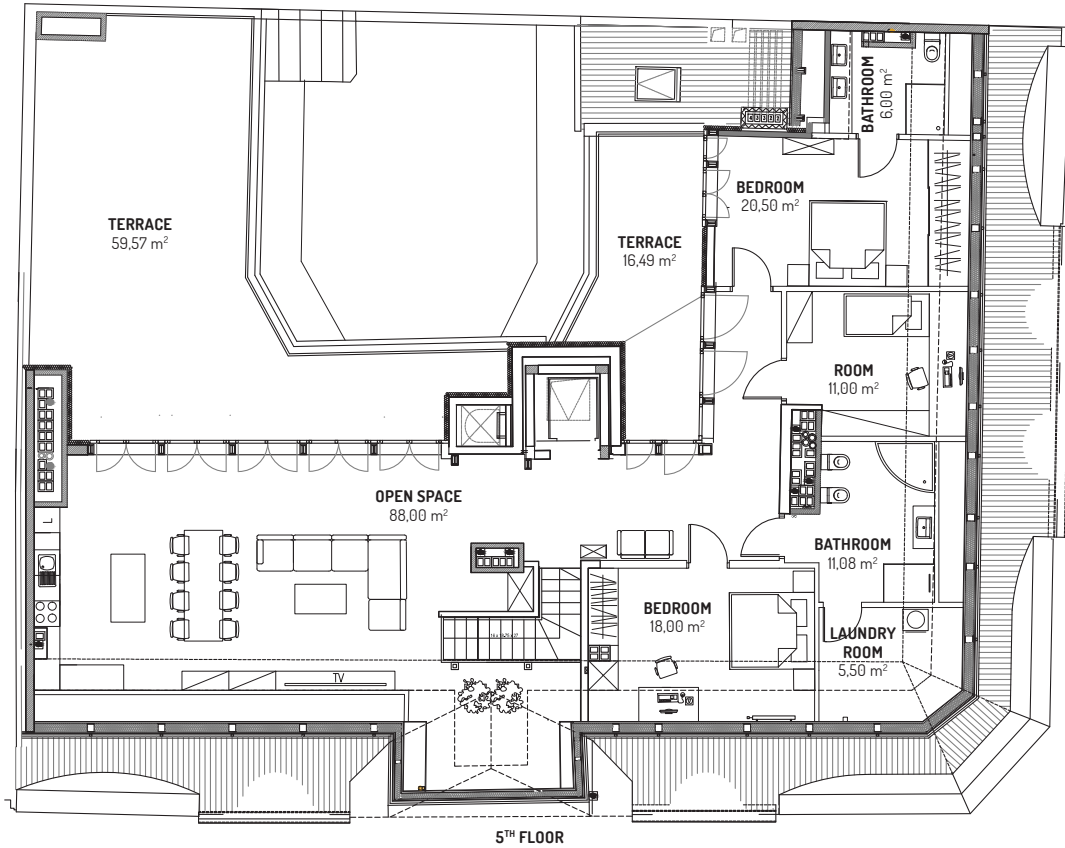 BATHROOM
6,00 m²
BEDROOM
20,50 m²
TERRACE
59,57 m²
TERRACE
16,49 m²
ROOM
11,00 m²
OPEN SPACE
88,00 m²
L
BATHROOM
11,08 m²
BEDROOM
18,00 m²
LAUNDRY
ROOM
5,50 m²
TV
5TH FLOOR